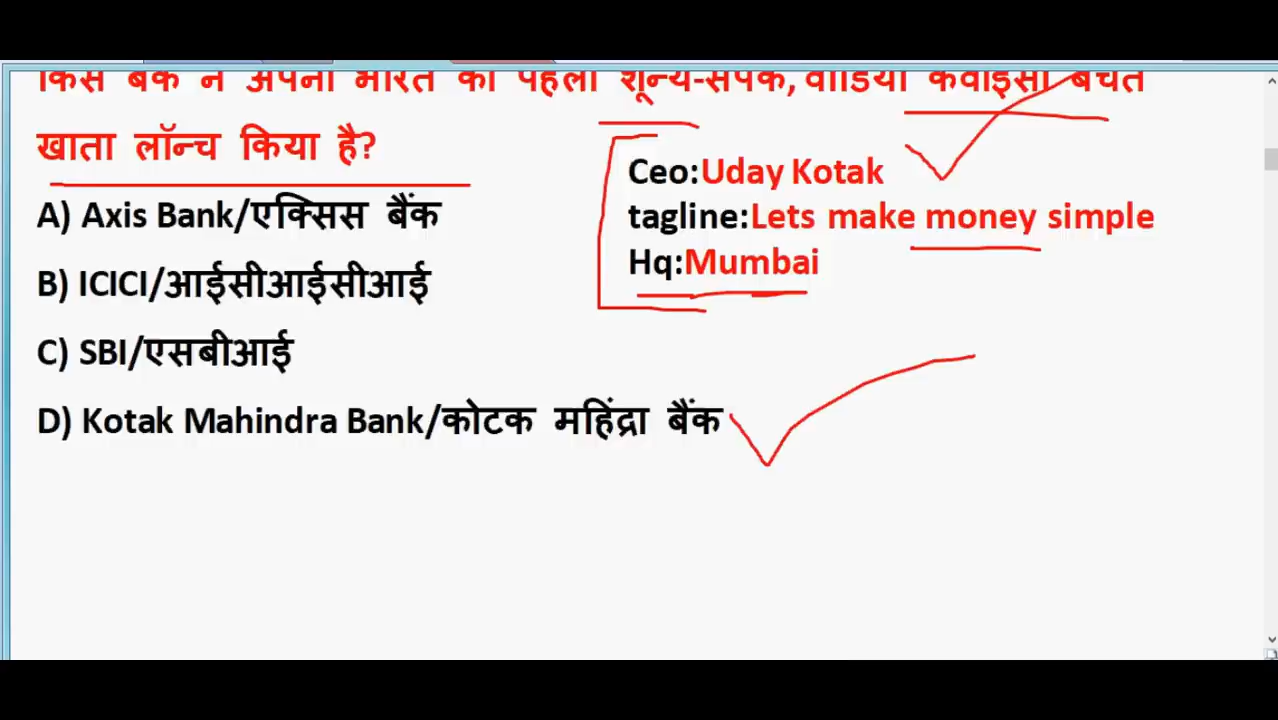 किस बैंक ने अपना भारत का पहला शून्य-संपर्क, वीडियो केवाईसी बचत
खाता लॉन्च किया है?
Ceo:Uday Kotak
tagline:Lets make money simple
Hq:Mumbai
A) Axis Bank/एक्सिस बैंक
B) ICICI/आईसीआईसीआई
C) SBI/एसबीआई
D) Kotak Mahindra Bank/कोटक महिंद्रा बैंक